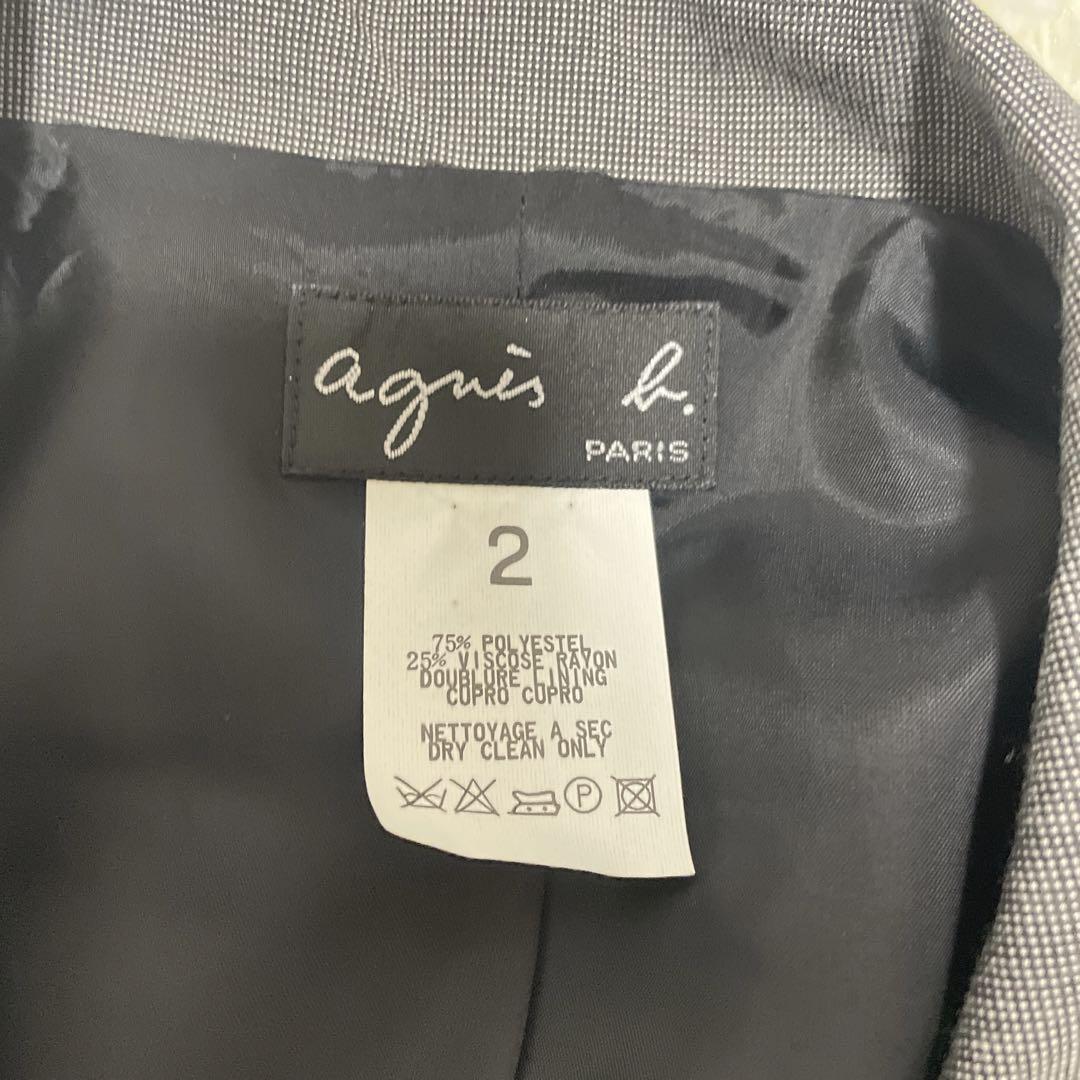 agnès b.
PARIS
2
75% POLYESTEL
25% VISCOSE RAYON
DOUBLURE LINING
CUPRO CUPRO
NETTOYAGE A SEC
DRY CLEAN ONLY
P